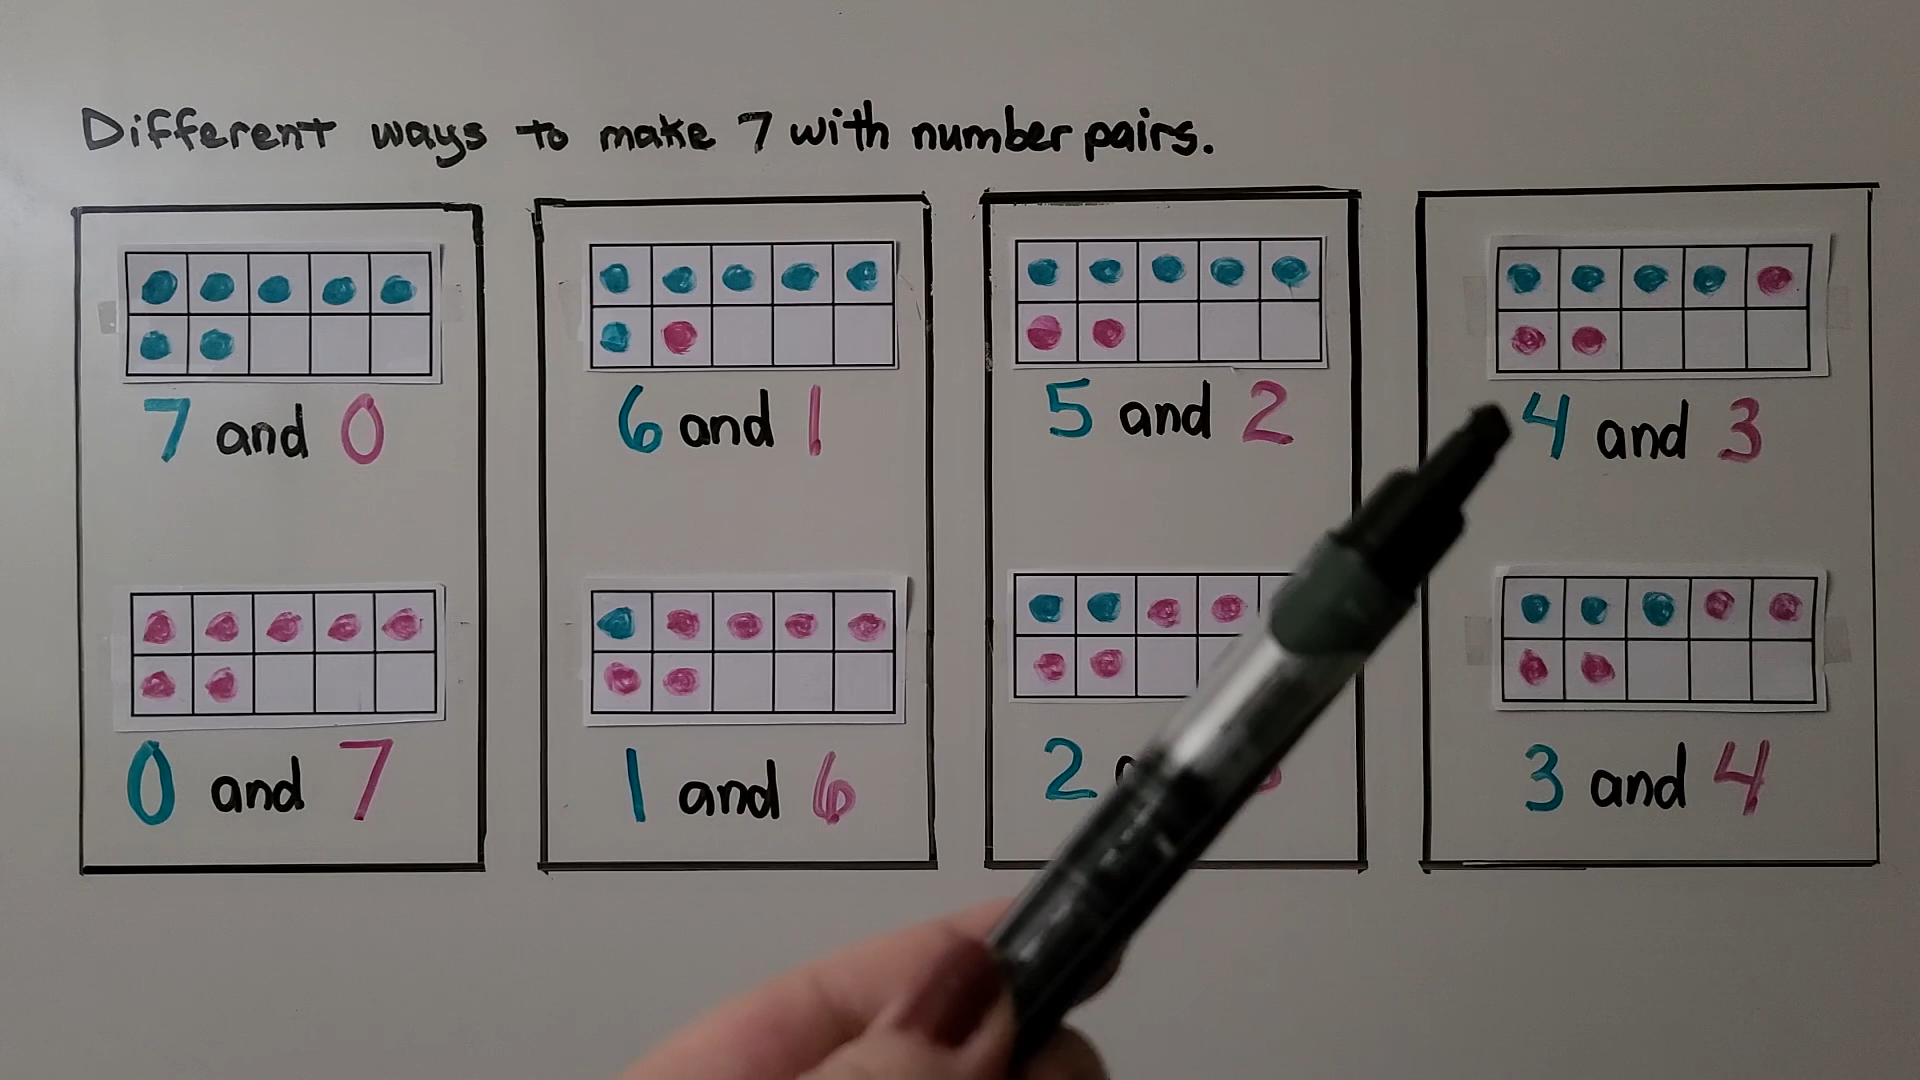 Different ways to make 7 with number pairs.
7 and 0
6 and 1
5 and 2
4 and 3
0 and 7
1 and 6
2
3 and 4